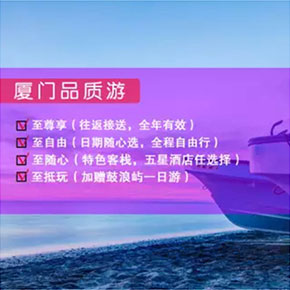 厦门品质游
至尊享（往返接送，全年有效）
至自由（日期随心选，全程自由行）
至随心（特色客栈，五星酒店任选择）
至抵玩（加赠鼓浪屿一日游）